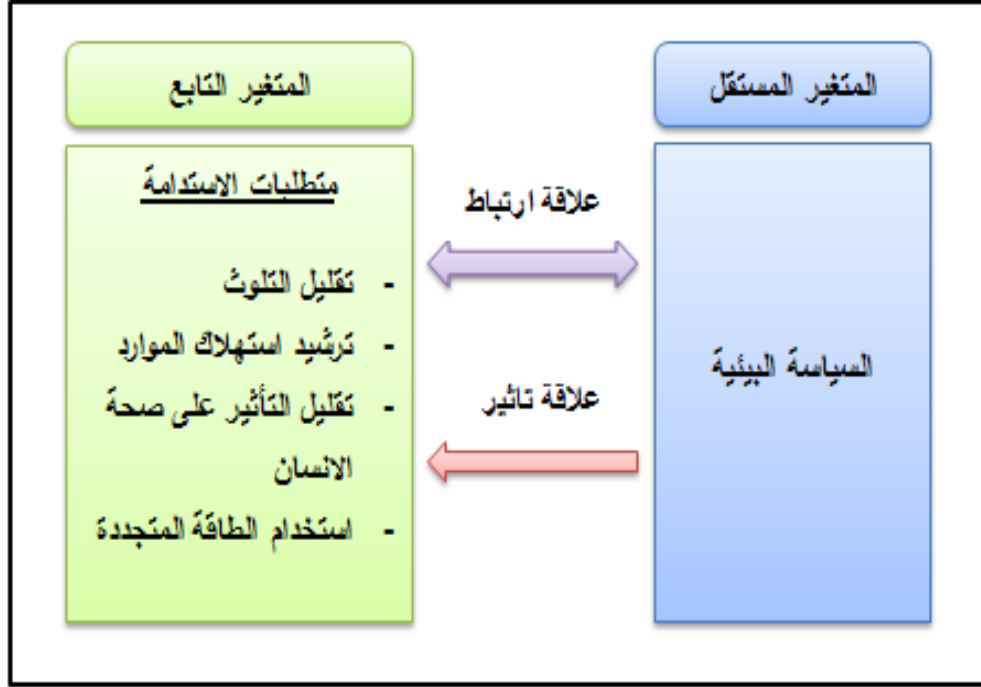 المتغير المستقل
المتغير التابع
السياسة البيئية
علاقة ارتباط
علاقة تاثير
متطلبات الاستدامة
- تقليل التلوث
- ترشيد استهلاك الموارد
- تقليل التأثير على صحة
الانسان
- استخدام الطاقة المتجددة